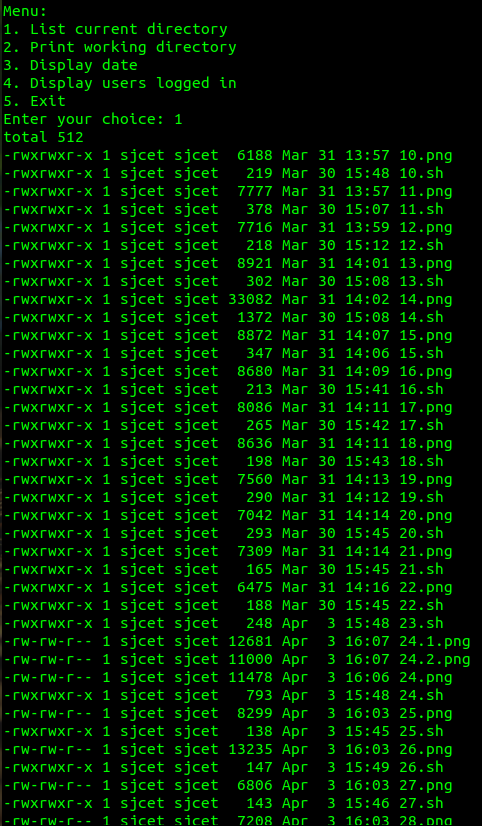 Menu:
1. List current directory
2. Print working directory
3. Display date
4. Display users logged in
5. Exit
Enter your choice: 1
total 512
-rwxrwxr-x 1 sjcet sjcet  6188 Mar 31 13:57 10.png
-rwxrwxr-x 1 sjcet sjcet   219 Mar 30 15:48 10.sh
-rwxrwxr-x 1 sjcet sjcet  7777 Mar 31 13:57 11.png
-rwxrwxr-x 1 sjcet sjcet   378 Mar 30 15:07 11.sh
-rwxrwxr-x 1 sjcet sjcet  7716 Mar 31 13:59 12.png
-rwxrwxr-x 1 sjcet sjcet   218 Mar 30 15:12 12.sh
-rwxrwxr-x 1 sjcet sjcet  8921 Mar 31 14:01 13.png
-rwxrwxr-x 1 sjcet sjcet   302 Mar 30 15:08 13.sh
-rwxrwxr-x 1 sjcet sjcet 33082 Mar 31 14:02 14.png
-rwxrwxr-x 1 sjcet sjcet  1372 Mar 30 15:08 14.sh
-rwxrwxr-x 1 sjcet sjcet  8872 Mar 31 14:07 15.png
-rwxrwxr-x 1 sjcet sjcet   347 Mar 31 14:06 15.sh
-rwxrwxr-x 1 sjcet sjcet  8680 Mar 31 14:09 16.png
-rwxrwxr-x 1 sjcet sjcet   213 Mar 30 15:41 16.sh
-rwxrwxr-x 1 sjcet sjcet  8086 Mar 31 14:11 17.png
-rwxrwxr-x 1 sjcet sjcet   265 Mar 30 15:42 17.sh
-rwxrwxr-x 1 sjcet sjcet  8636 Mar 31 14:11 18.png
-rwxrwxr-x 1 sjcet sjcet   198 Mar 30 15:43 18.sh
-rwxrwxr-x 1 sjcet sjcet  7560 Mar 31 14:13 19.png
-rwxrwxr-x 1 sjcet sjcet   290 Mar 31 14:12 19.sh
-rwxrwxr-x 1 sjcet sjcet  7042 Mar 31 14:14 20.png
-rwxrwxr-x 1 sjcet sjcet   293 Mar 30 15:45 20.sh
-rwxrwxr-x 1 sjcet sjcet  7309 Mar 31 14:14 21.png
-rwxrwxr-x 1 sjcet sjcet   165 Mar 30 15:45 21.sh
-rwxrwxr-x 1 sjcet sjcet  6475 Mar 31 14:16 22.png
-rwxrwxr-x 1 sjcet sjcet   188 Mar 30 15:45 22.sh
-rwxrwxr-x 1 sjcet sjcet   248 Apr  3 15:48 23.sh
-rw-rw-r-- 1 sjcet sjcet 12681 Apr  3 16:07 24.1.png
-rw-rw-r-- 1 sjcet sjcet 11000 Apr  3 16:07 24.2.png
-rw-rw-r-- 1 sjcet sjcet 11478 Apr  3 16:06 24.png
-rwxrwxr-x 1 sjcet sjcet   793 Apr  3 15:48 24.sh
-rw-rw-r-- 1 sjcet sjcet  8299 Apr  3 16:03 25.png
-rwxrwxr-x 1 sjcet sjcet   138 Apr  3 15:45 25.sh
-rw-rw-r-- 1 sjcet sjcet 13235 Apr  3 16:03 26.png
-rwxrwxr-x 1 sjcet sjcet   147 Apr  3 15:49 26.sh
-rw-rw-r-- 1 sjcet sjcet  6806 Apr  3 16:03 27.png
-rwxrwxr-x 1 sjcet sjcet   143 Apr  3 15:46 27.sh
-rw-rw-r-- 1 sjcet sjcet  7208 Apr  3 16:03 28.png